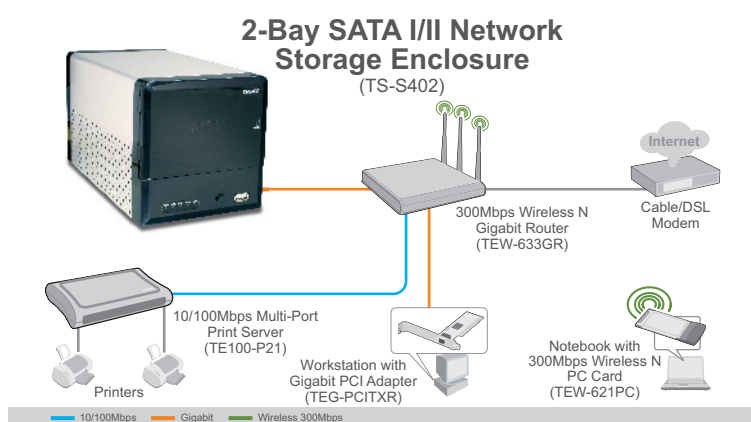 2-Bay SATA I/II Network
Storage Enclosure
(TS-S402)
Internet
300Mbps Wireless N
Gigabit Router
(TEW-633GR)
Cable/DSL
Modem
10/100Mbps Multi-Port
Print Server
(TE100-P21)
Printers
Workstation with
Gigabit PCI Adapter
(TEG-PCITXR)
Notebook with
300Mbps Wireless N
PC Card
(TEW-621PC)
10/100Mbps
Gigabit
Wireless 300Mbps